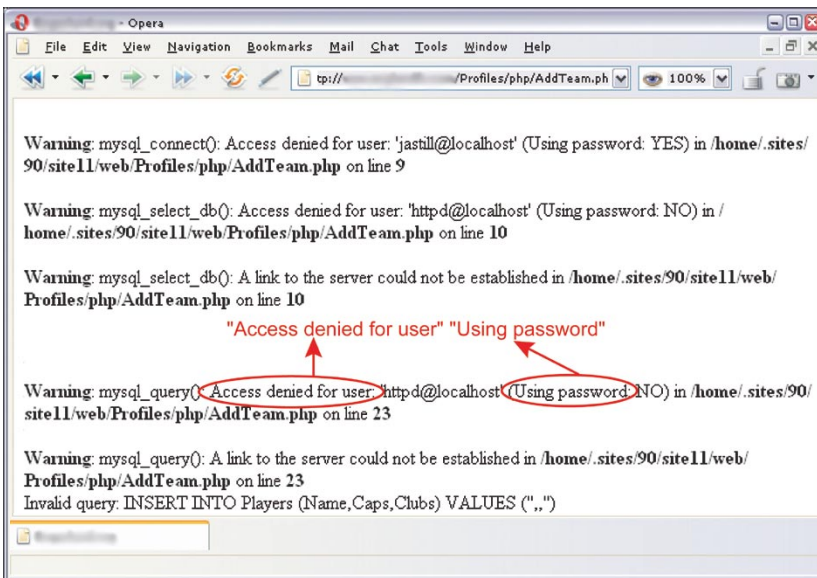 - Opera
File Edit View Navigation Bookmarks Mail Chat Tools Window Help
tp:// /Profiles/php/AddTeam.ph 100%
Warning: mysql_connect(): Access denied for user: 'jastill@localhost' (Using password: YES) in /home/.sites/
90/site11/web/Profiles/php/AddTeam.php on line 9
Warning: mysql_select_db(): Access denied for user: 'httpd@localhost' (Using password: NO) in /
home/.sites/90/site11/web/Profiles/php/AddTeam.php on line 10
Warning: mysql_select_db(): A link to the server could not be established in /home/.sites/90/site11/web/
Profiles/php/AddTeam.php on line 10
"Access denied for user" "Using password"
Warning: mysql_query(): Access denied for user: 'httpd@localhost' (Using password: NO) in /home/.sites/90/
site11/web/Profiles/php/AddTeam.php on line 23
Warning: mysql_query(): A link to the server could not be established in /home/.sites/90/site11/web/
Profiles/php/AddTeam.php on line 23
Invalid query: INSERT INTO Players (Name,Caps,Clubs) VALUES ('',,'')